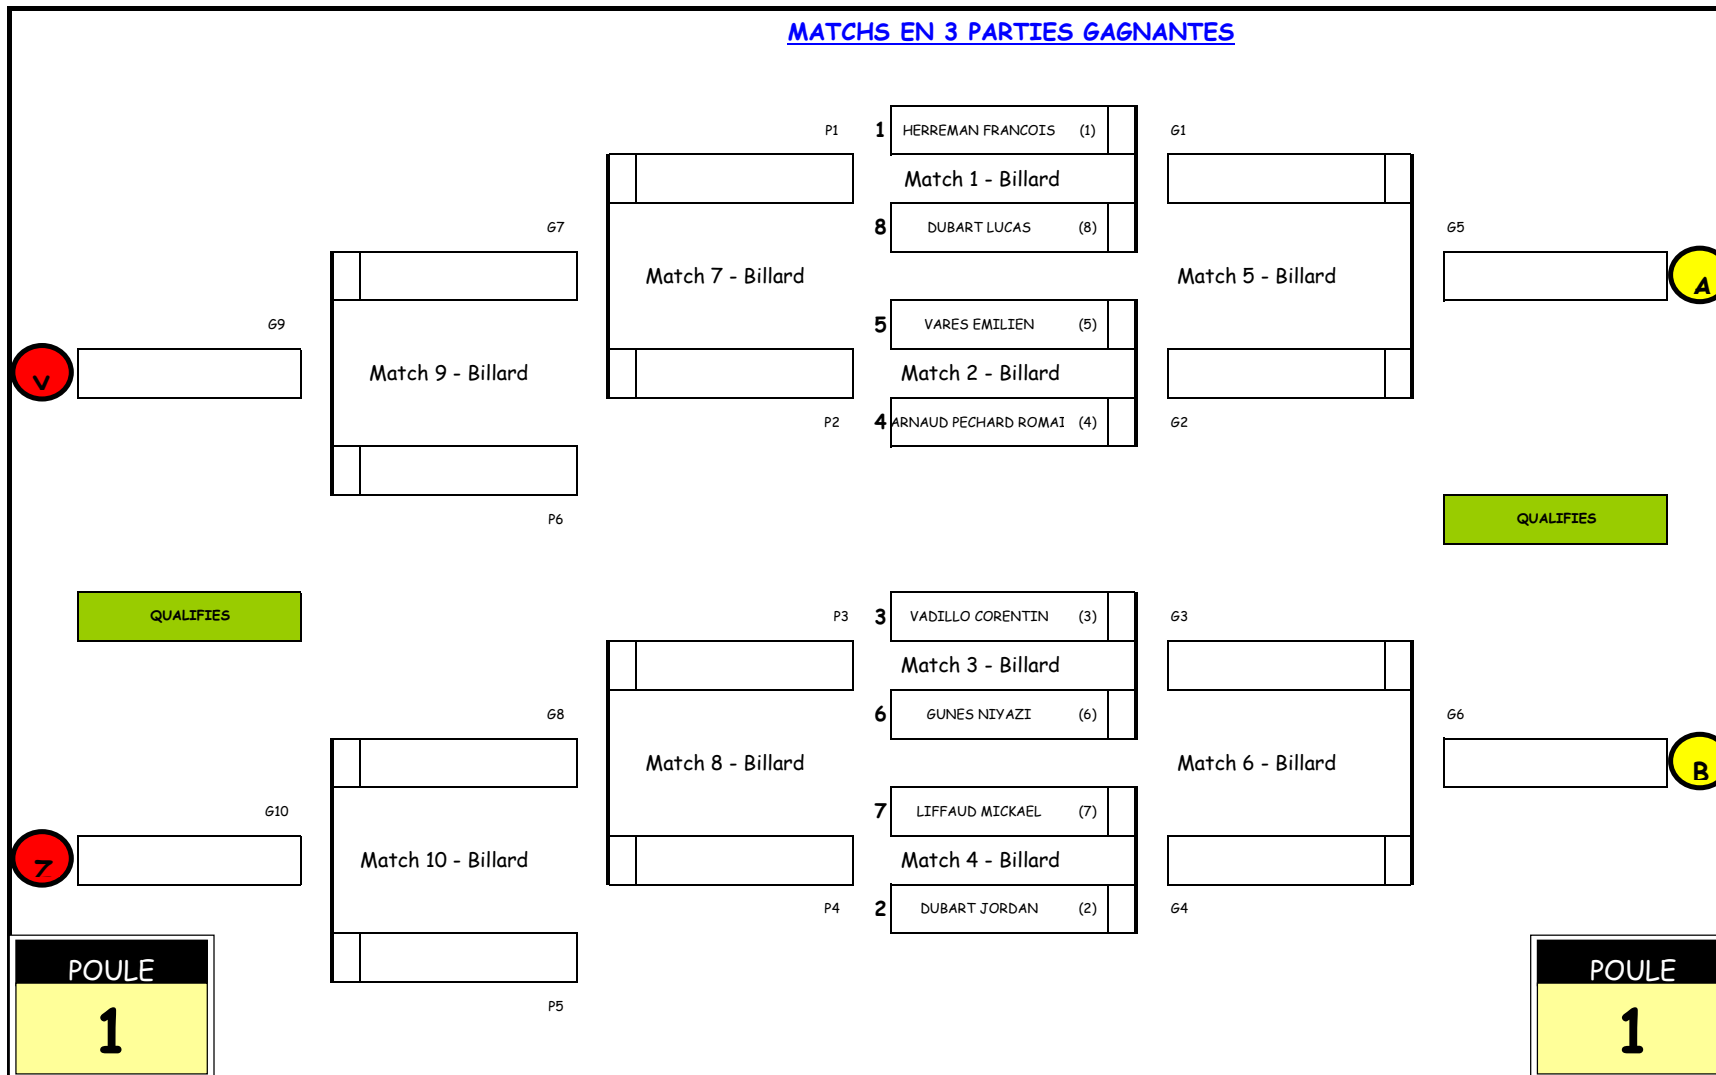 MATCHS EN 3 PARTIES GAGNANTES
P1 1 HERREMAN FRANCOIS (1) G1
Match 1 - Billard
G7 8 DUBART LUCAS (8) G5
Match 7 - Billard Match 5 - Billard A
G9 5 VARES EMILIEN (5)
V Match 9 - Billard Match 2 - Billard
P2 4 ARNAUD PECHARD ROMAI (4) G2
P6 QUALIFIES
QUALIFIES P3 3 VADILLO CORENTIN (3) G3
Match 3 - Billard
G8 6 GUNES NIYAZI (6) G6
Match 8 - Billard Match 6 - Billard B
G10 7 LIFFAUD MICKAEL (7)
Z Match 10 - Billard Match 4 - Billard
P4 2 DUBART JORDAN (2) G4
POULE POULE
P5
1 1